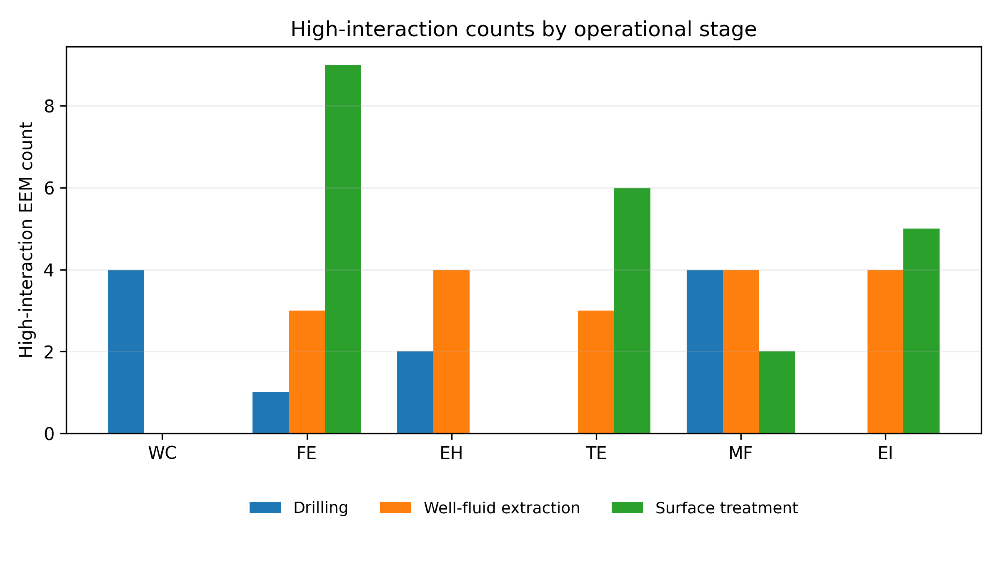 High-interaction counts by operational stage
High-interaction EEM count
8
6
4
2
0
WC FE EH TE MF EI
Drilling Well-fluid extraction Surface treatment